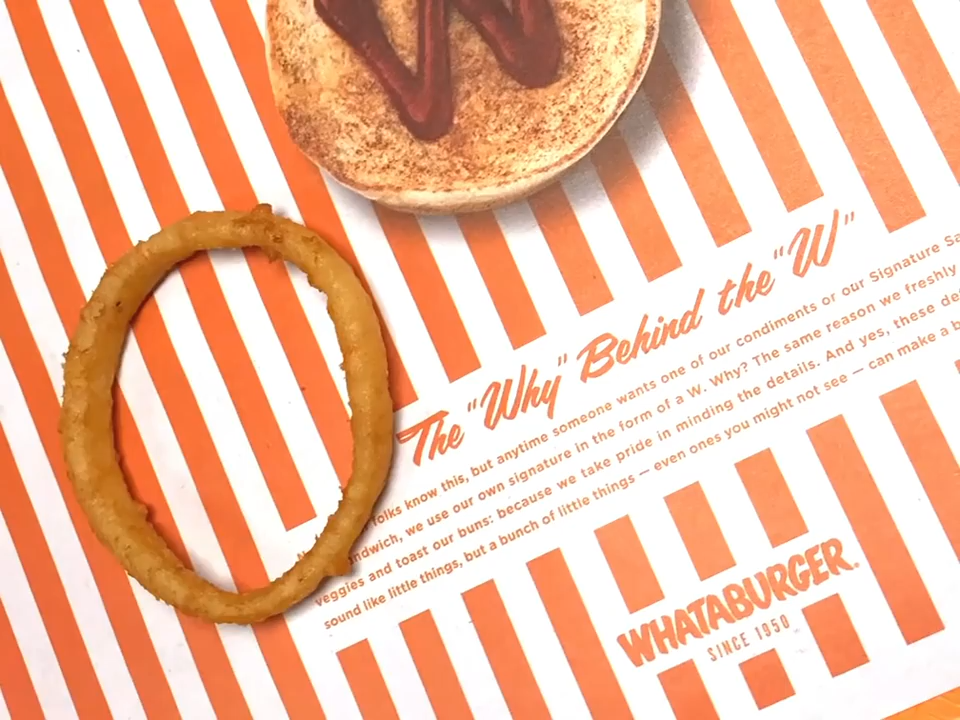 The "Why" Behind the "W"
folks know this, but anytime someone wants one of our condiments or our Signature
andwich, we use our own signature in the form of a W. Why? The same reason we freshly
veggies and toast our buns: because we take pride in minding the details. And yes, these
sound like little things, but a bunch of little things — even ones you might not see — can make a
WHATABURGER®
SINCE 1950